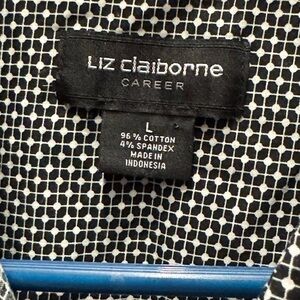 Liz claiborne
CAREER
L
96% COTTON
4% SPANDEX
MADE IN
INDONESIA